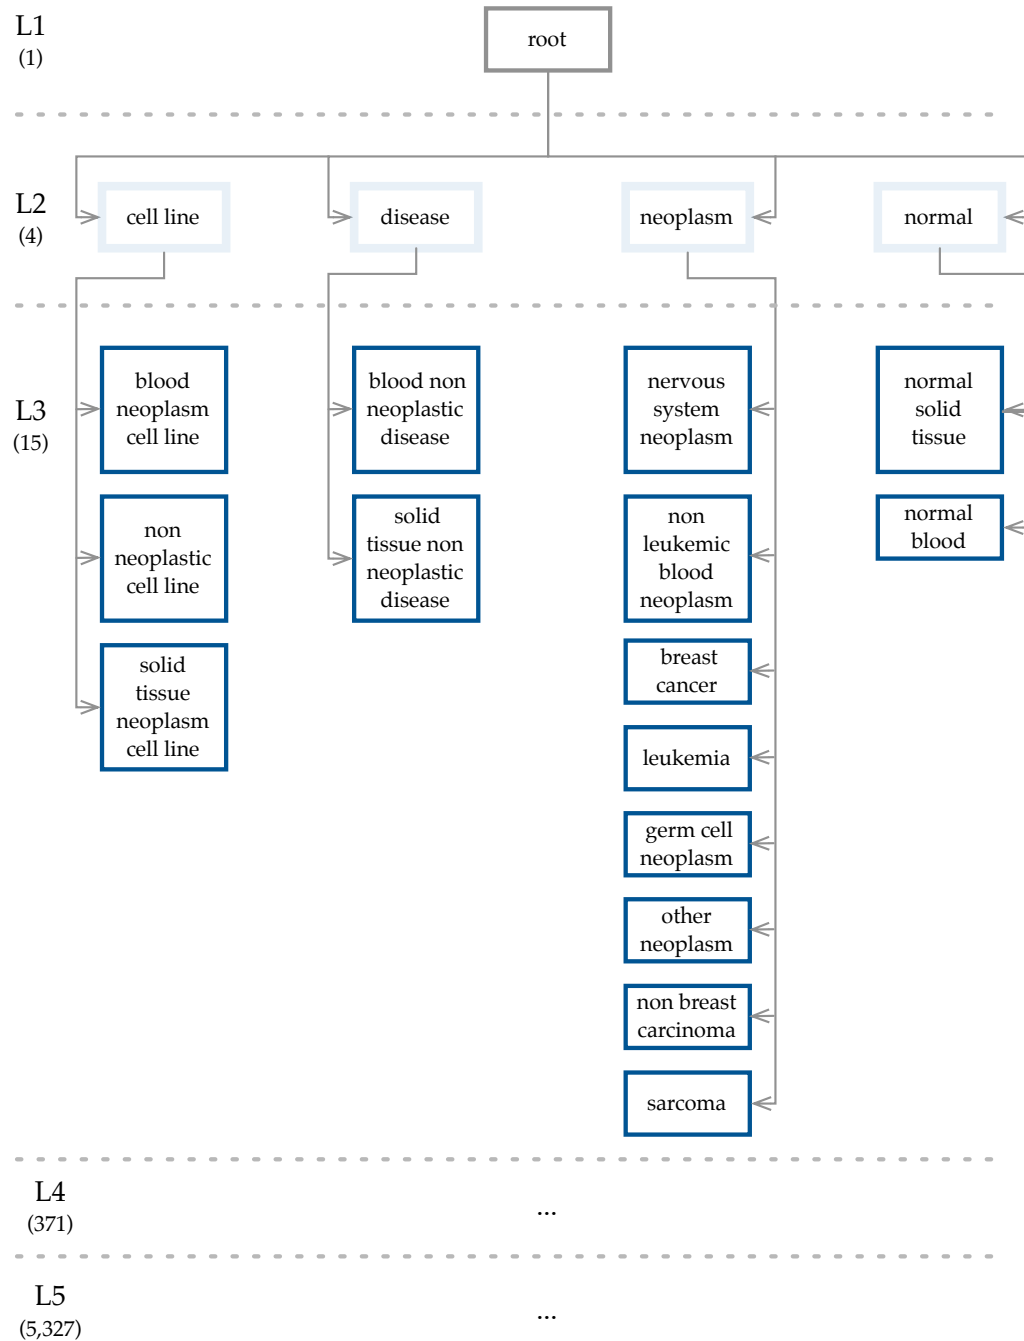 L1
(1)
root
L2
(4)
cell line
disease
neoplasm
normal
L3
(15)
blood
neoplasm
cell line
non
neoplastic
cell line
solid
tissue
neoplasm
cell line
blood non
neoplastic
disease
solid
tissue non
neoplastic
disease
nervous
system
neoplasm
non
leukemic
blood
neoplasm
breast
cancer
leukemia
germ cell
neoplasm
other
neoplasm
non breast
carcinoma
sarcoma
normal
solid
tissue
normal
blood
L4
(371)
...
L5
(5,327)
...